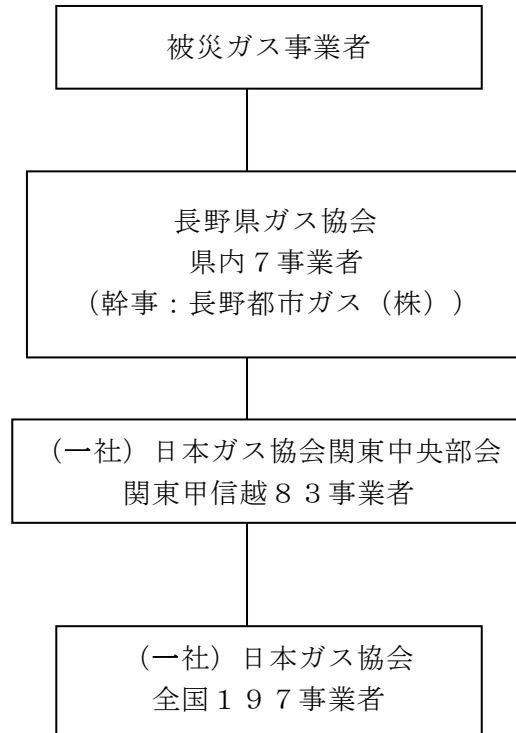 被災ガス事業者
長野県ガス協会
県内７事業者
（幹事：長野都市ガス（株））
（一社）日本ガス協会関東中央部会
関東甲信越８３事業者
（一社）日本ガス協会
全国１９７事業者